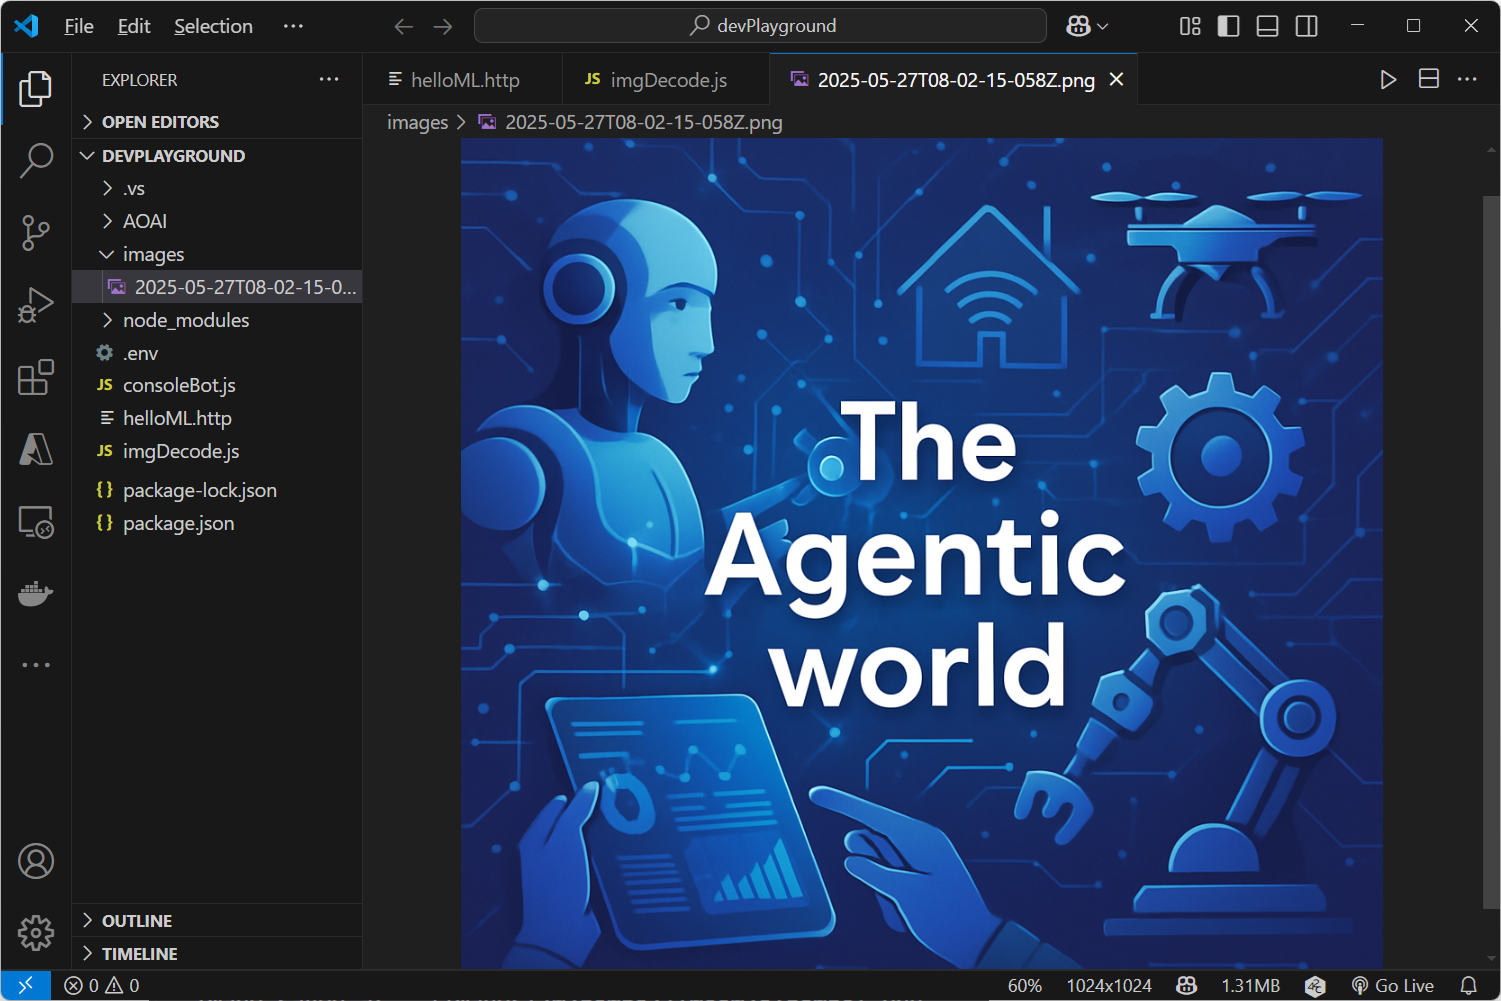 File Edit Selection ··· devPlayground
EXPLORER ···
OPEN EDITORS
DEVPLAYGROUND
.vs
AOAI
images
2025-05-27T08-02-15-0...
node_modules
.env
JS consoleBot.js
helloML.http
JS imgDecode.js
{} package-lock.json
{} package.json
OUTLINE
TIMELINE
helloML.http JS imgDecode.js 2025-05-27T08-02-15-058Z.png
images > 2025-05-27T08-02-15-058Z.png
The
Agentic
world
0 0 60% 1024x1024 1.31MB Go Live